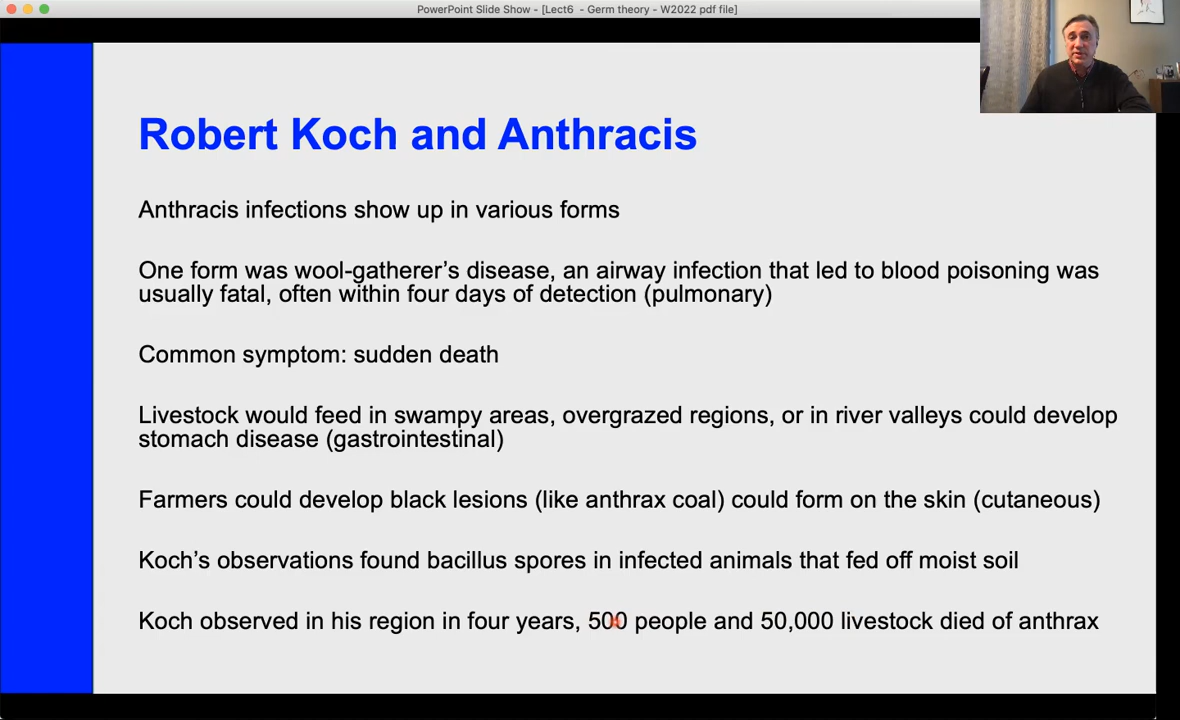 PowerPoint Slide Show - [Lect6 - Germ theory - W2022 pdf file]
Robert Koch and Anthracis
Anthracis infections show up in various forms
One form was wool-gatherer’s disease, an airway infection that led to blood poisoning was
usually fatal, often within four days of detection (pulmonary)
Common symptom: sudden death
Livestock would feed in swampy areas, overgrazed regions, or in river valleys could develop
stomach disease (gastrointestinal)
Farmers could develop black lesions (like anthrax coal) could form on the skin (cutaneous)
Koch’s observations found bacillus spores in infected animals that fed off moist soil
Koch observed in his region in four years, 500 people and 50,000 livestock died of anthrax